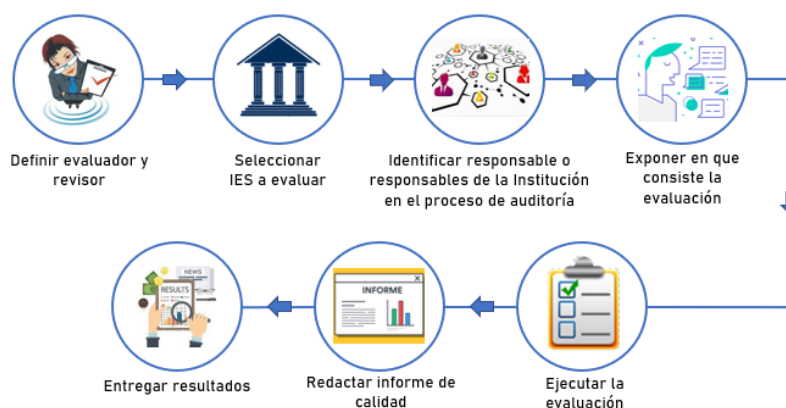 Definir evaluador y
revisor
Seleccionar
IES a evaluar
Identificar responsable o
responsables de la Institución
en el proceso de auditoría
Exponer en que
consiste la
evaluación
NEWS
RESULTS
Entregar resultados
INFORME
Redactar informe de
calidad
Ejecutar la
evaluación